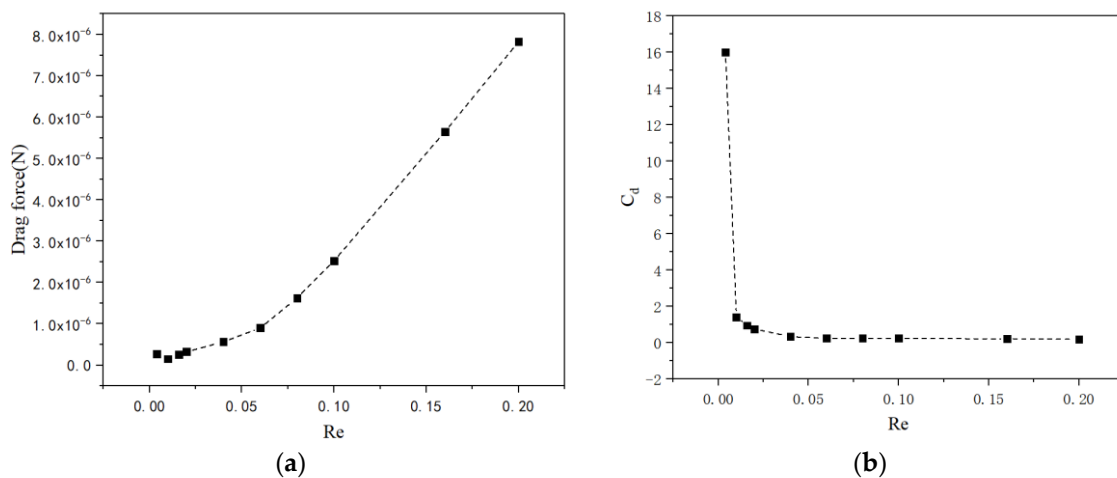 8.0x10⁻⁶
7.0x10⁻⁶
6.0x10⁻⁶
5.0x10⁻⁶
4.0x10⁻⁶
3.0x10⁻⁶
2.0x10⁻⁶
1.0x10⁻⁶
0.0
Drag force(N)
0.00 0.05 0.10 0.15 0.20
Re
(a)
18
16
14
12
10
8
6
4
2
0
-2
C_d
0.00 0.05 0.10 0.15 0.20
Re
(b)